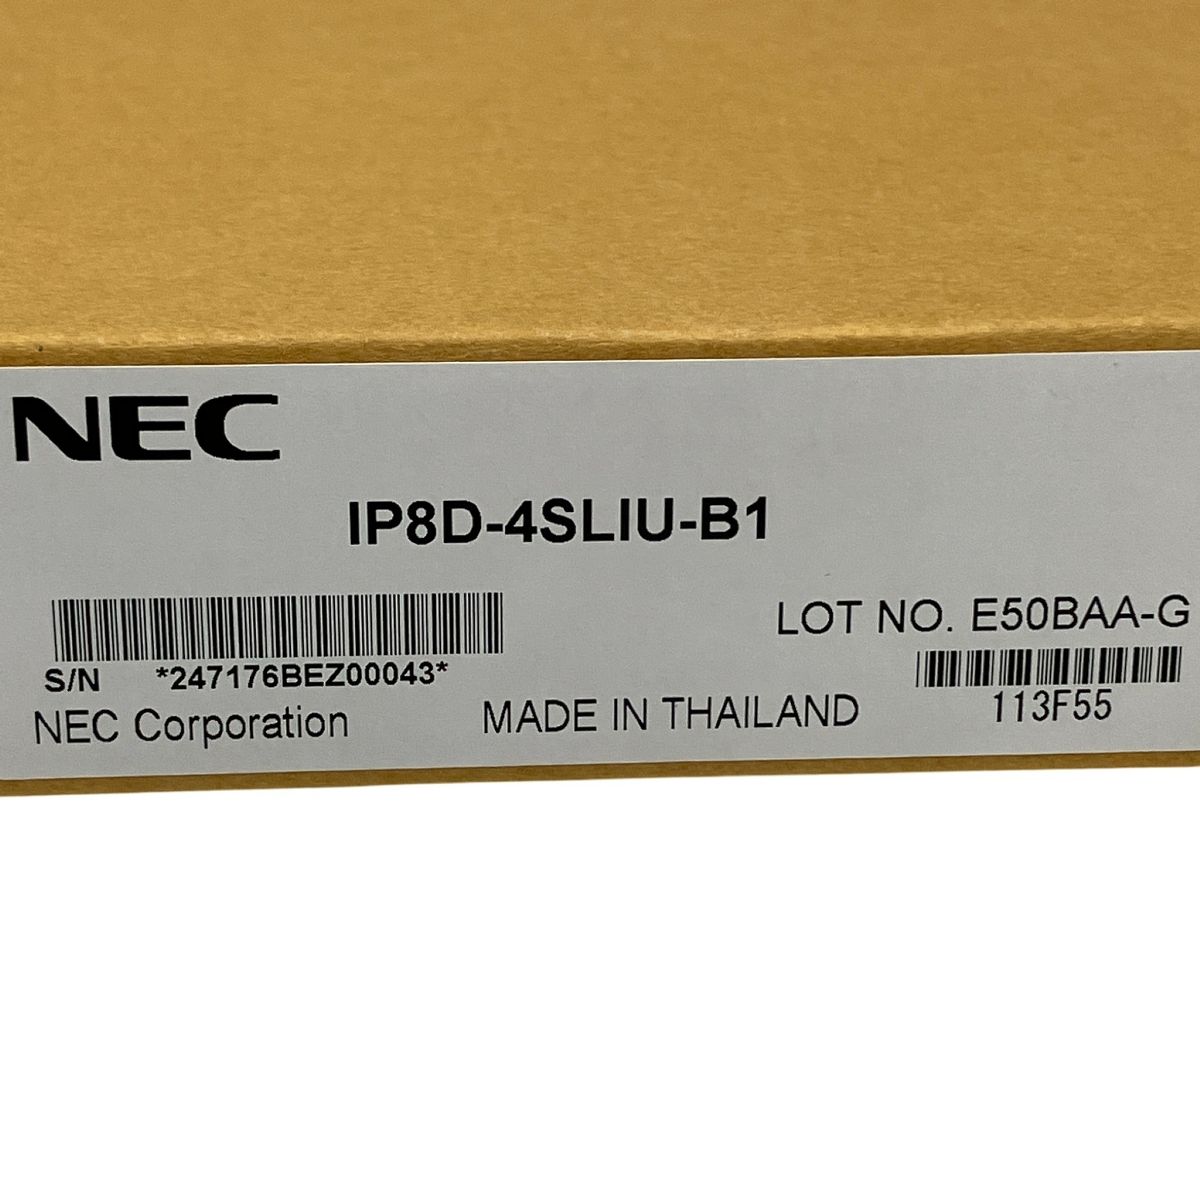 NEC
IP8D-4SLIU-B1
LOT NO. E50BAA-G
S/N *247176BEZ00043*
113F55
NEC Corporation MADE IN THAILAND